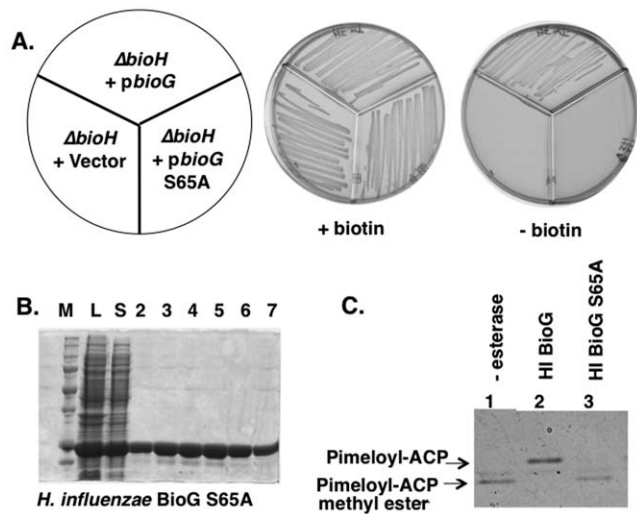 A.
ΔbioH
+ pbioG
ΔbioH
+ Vector
ΔbioH
+ pbioG
S65A
+ biotin
- biotin
B.
M L S 2 3 4 5 6 7
H. influenzae BioG S65A
C.
- esterase
HI BioG
HI BioG S65A
1 2 3
Pimeloyl-ACP
Pimeloyl-ACP
methyl ester